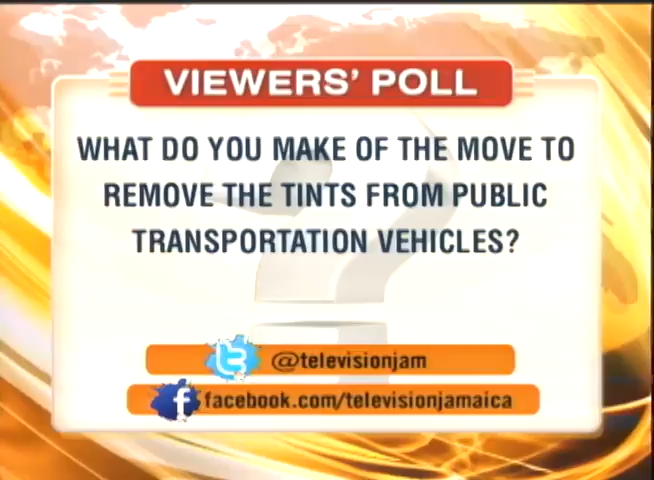 VIEWERS' POLL
WHAT DO YOU MAKE OF THE MOVE TO
REMOVE THE TINTS FROM PUBLIC
TRANSPORTATION VEHICLES?
@televisionjam
facebook.com/televisionjamaica